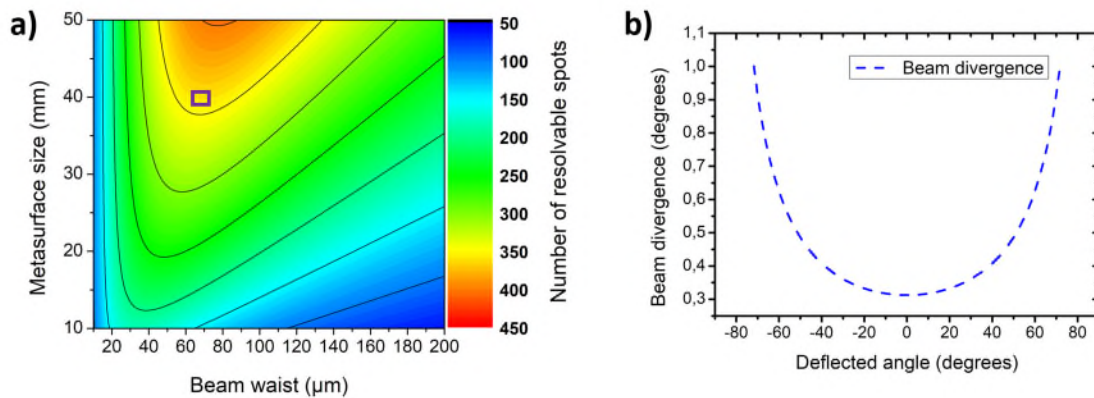 a)
50
40
30
20
10
Metasurface size (mm)
20 40 60 80 100 120 140 160 180 200
Beam waist (µm)
50
100
150
200
250
300
350
400
450
Number of resolvable spots
b)
1,1
1,0
0,9
0,8
0,7
0,6
0,5
0,4
0,3
Beam divergence (degrees)
Beam divergence
-80 -60 -40 -20 0 20 40 60 80
Deflected angle (degrees)